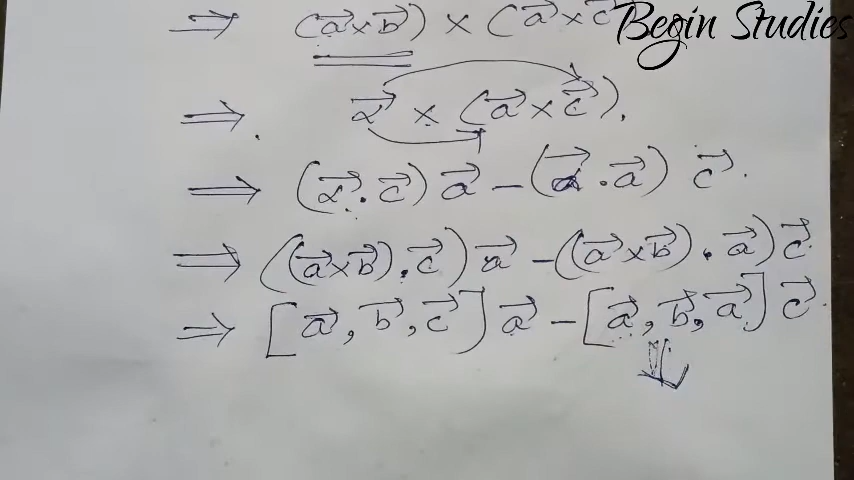 Begin Studies
⇒ (a⃗×b⃗) × (a⃗×c⃗
⇒ α⃗ × (a⃗×c⃗).
⇒ (α⃗.c⃗)a⃗ – (α⃗.a⃗) c⃗.
⇒ ((a⃗×b⃗).c⃗)a⃗ – ((a⃗×b⃗).a⃗)c⃗.
⇒ [a⃗, b⃗, c⃗]a⃗ – [a⃗, b⃗, a⃗]c⃗.